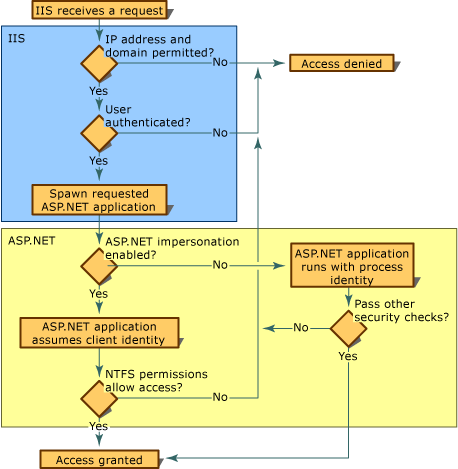 IIS receives a request
IIS
IP address and
domain permitted?
No
Access denied
Yes
User
authenticated?
No
Yes
Spawn requested
ASP.NET application
ASP.NET
ASP.NET impersonation
enabled?
No
ASP.NET application
runs with process
identity
Yes
Pass other
security checks?
ASP.NET application
assumes client identity
No
Yes
NTFS permissions
allow access?
No
Yes
Access granted